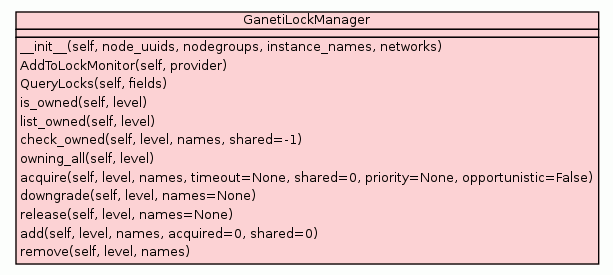 GanetiLockManager
__init__(self, node_uuids, nodegroups, instance_names, networks)
AddToLockMonitor(self, provider)
QueryLocks(self, fields)
is_owned(self, level)
list_owned(self, level)
check_owned(self, level, names, shared=-1)
owning_all(self, level)
acquire(self, level, names, timeout=None, shared=0, priority=None, opportunistic=False)
downgrade(self, level, names=None)
release(self, level, names=None)
add(self, level, names, acquired=0, shared=0)
remove(self, level, names)